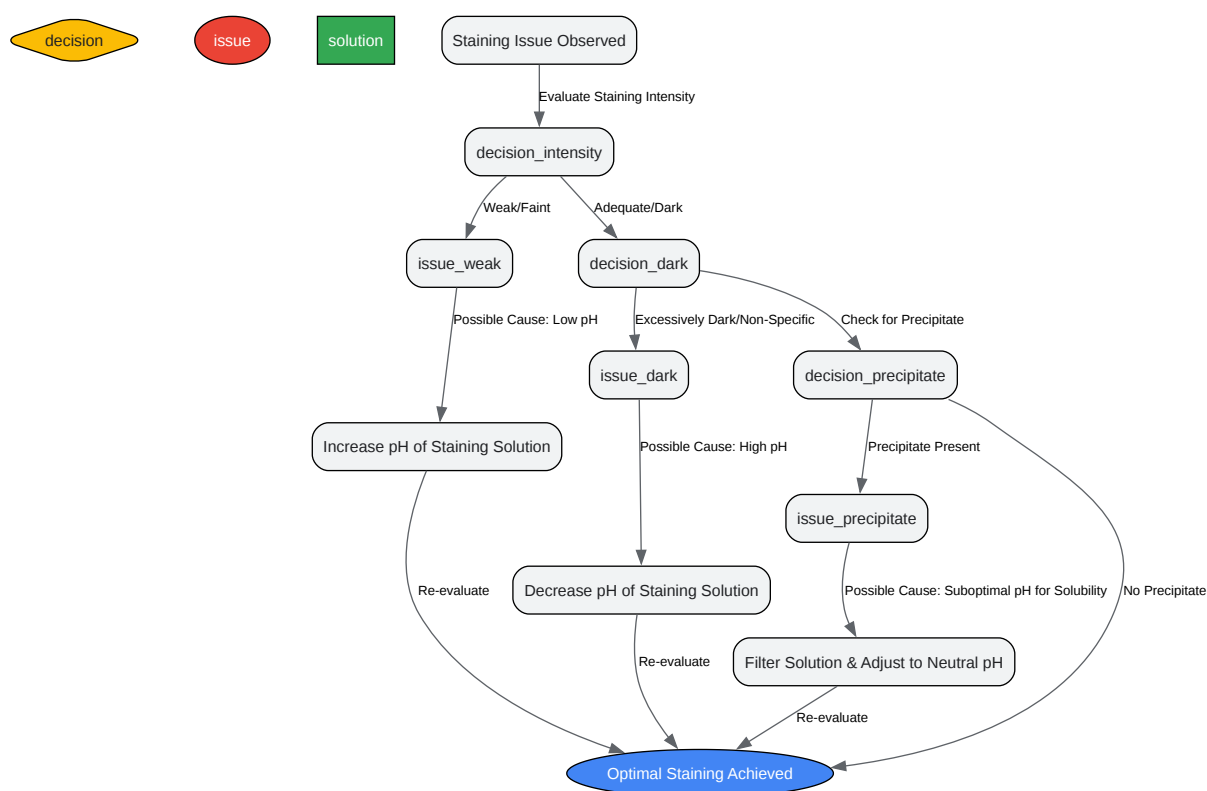 decision
issue
solution
Staining Issue Observed
Evaluate Staining Intensity
decision_intensity
Weak/Faint
Adequate/Dark
issue_weak
decision_dark
Possible Cause: Low pH
Excessively Dark/Non-Specific
Check for Precipitate
issue_dark
decision_precipitate
Increase pH of Staining Solution
Possible Cause: High pH
Precipitate Present
issue_precipitate
Re-evaluate
Decrease pH of Staining Solution
Possible Cause: Suboptimal pH for Solubility
No Precipitate
Re-evaluate
Filter Solution & Adjust to Neutral pH
Re-evaluate
Optimal Staining Achieved